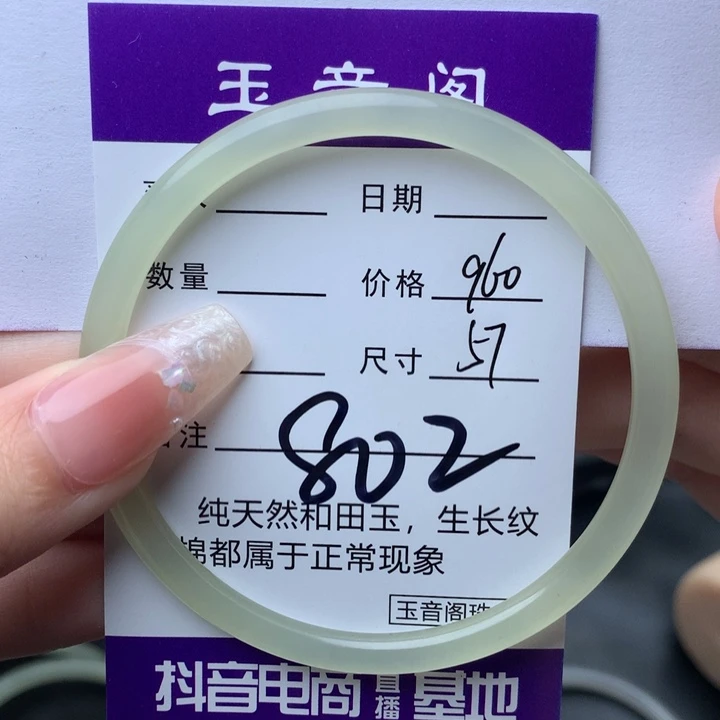 玉音阁
日期
数量 价格 960
尺寸 57
注 802
纯天然和田玉，生长纹
棉都属于正常现象
玉音阁珠
抖音电商直播基地